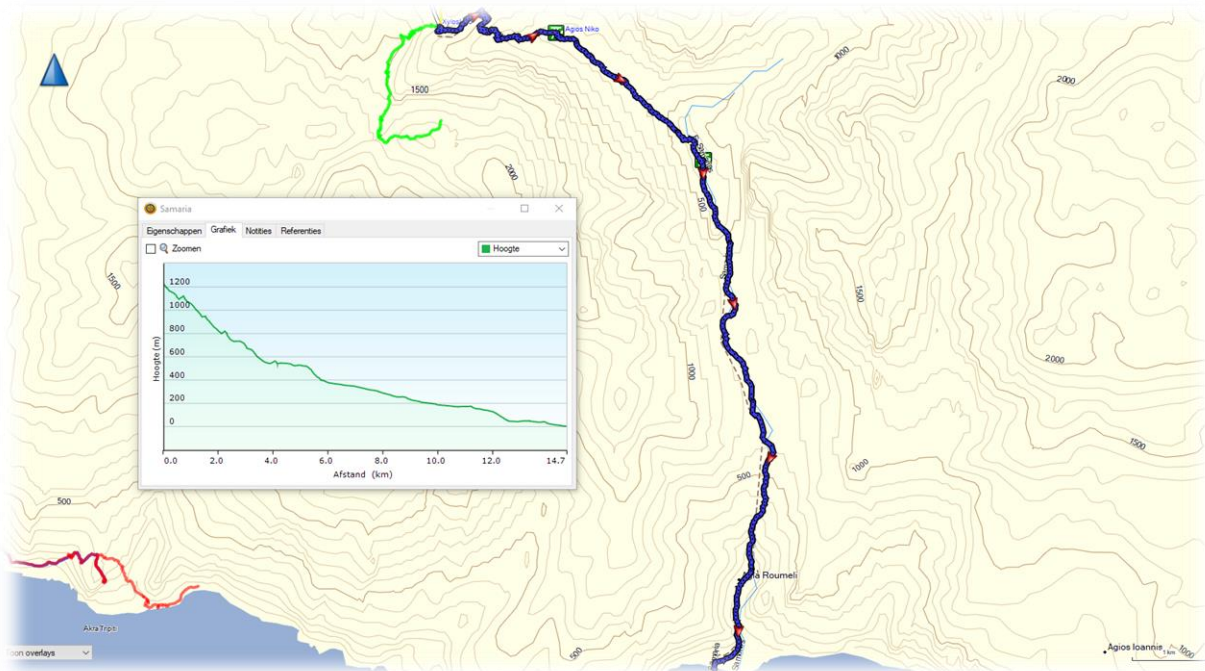 Agios Niko
1000
2000
1500
2000
500
Samaria
Eigenschappen Grafiek Notities Referenties
Zoomen
Hoogte
1200
1000
800
600
400
200
0
Hoogte (m)
0.0 2.0 4.0 6.0 8.0 10.0 12.0 14.7
Afstand (km)
1500
1500
2000
1000
1500
1000
500
500
Roumeli
Akra Tripiti
overlays
500
Agios Ioannis
1 km
1000